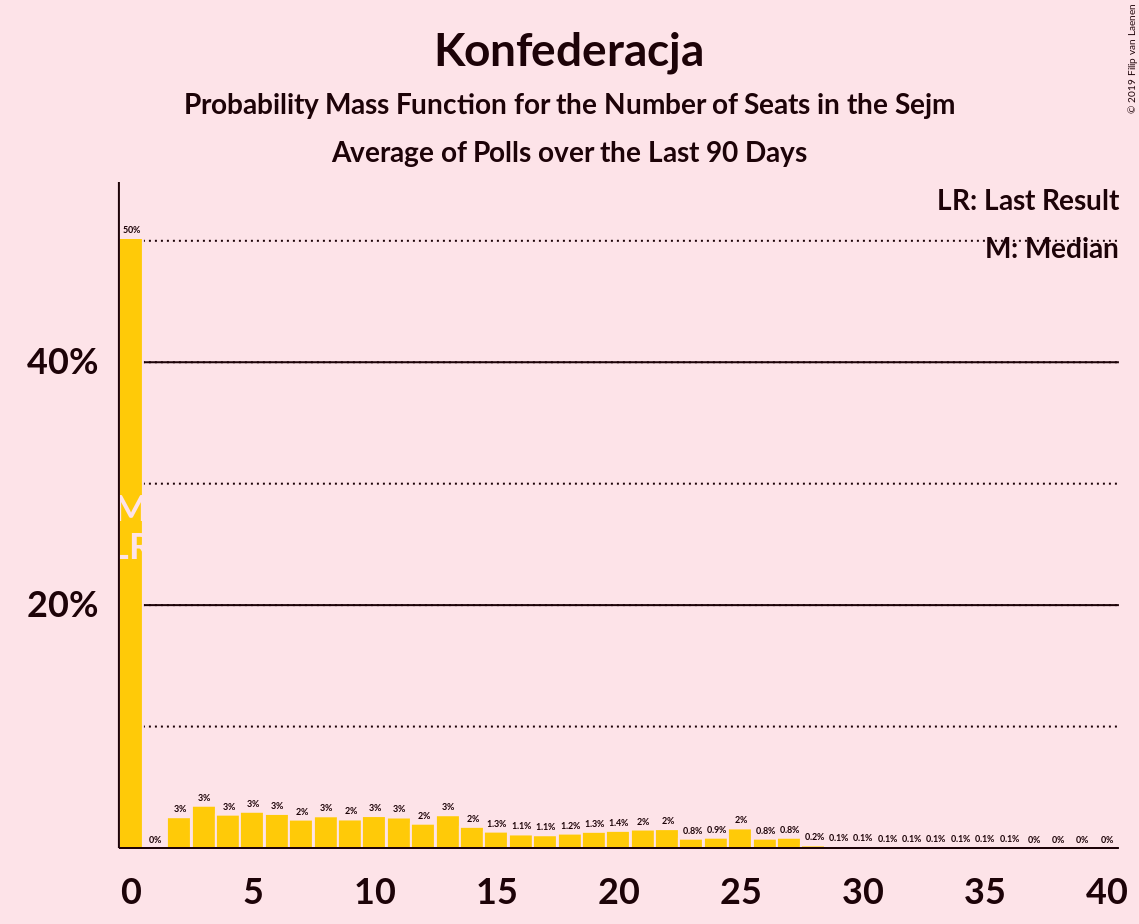 Konfederacja
Probability Mass Function for the Number of Seats in the Sejm
Average of Polls over the Last 90 Days
© 2019 Filip van Laenen
LR: Last Result
M: Median
40%
20%
50% 0% 3% 3% 3% 3% 3% 2% 3% 2% 3% 3% 2% 3% 2% 1.3% 1.1% 1.1% 1.2% 1.3% 1.4% 2% 2% 0.8% 0.9% 2% 0.8% 0.8% 0.2% 0.1% 0.1% 0.1% 0.1% 0.1% 0.1% 0.1% 0.1% 0% 0% 0% 0%
M
LR
0 5 10 15 20 25 30 35 40